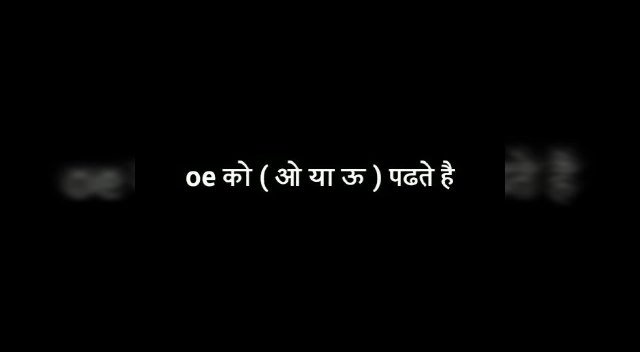 oe को ( ओ या ऊ ) पढते है